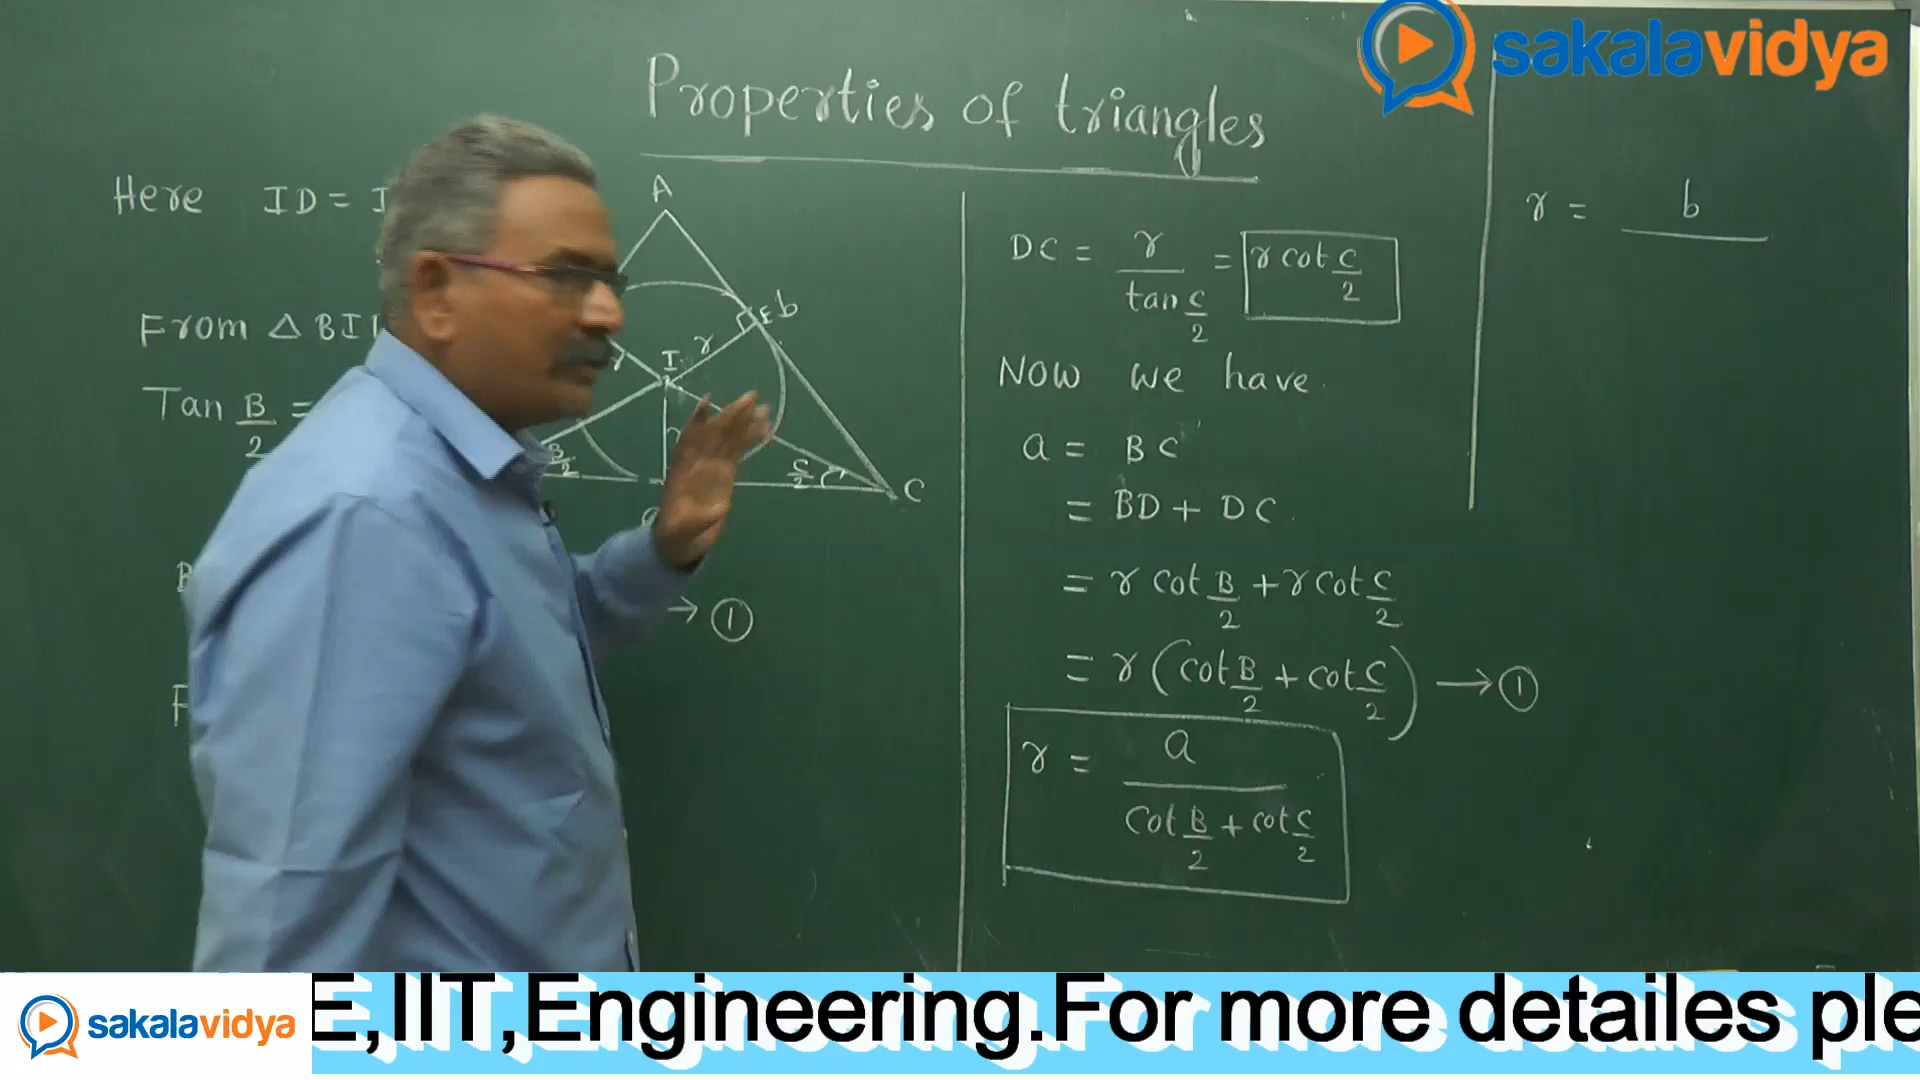 sakalavidya
Properties of triangles
Here ID = I
From △ BI
Tan B/2 =
→ ①
A
E b
r
I
r
B/2
C/2
C
DC = r / tan C/2 = r cot C/2
Now we have
a = BC
= BD + DC
= r cot B/2 + r cot C/2
= r (cot B/2 + cot C/2) → ①
r = a / cot B/2 + cot C/2
r = b
sakalavidya
E,IIT,Engineering.For more detailes ple